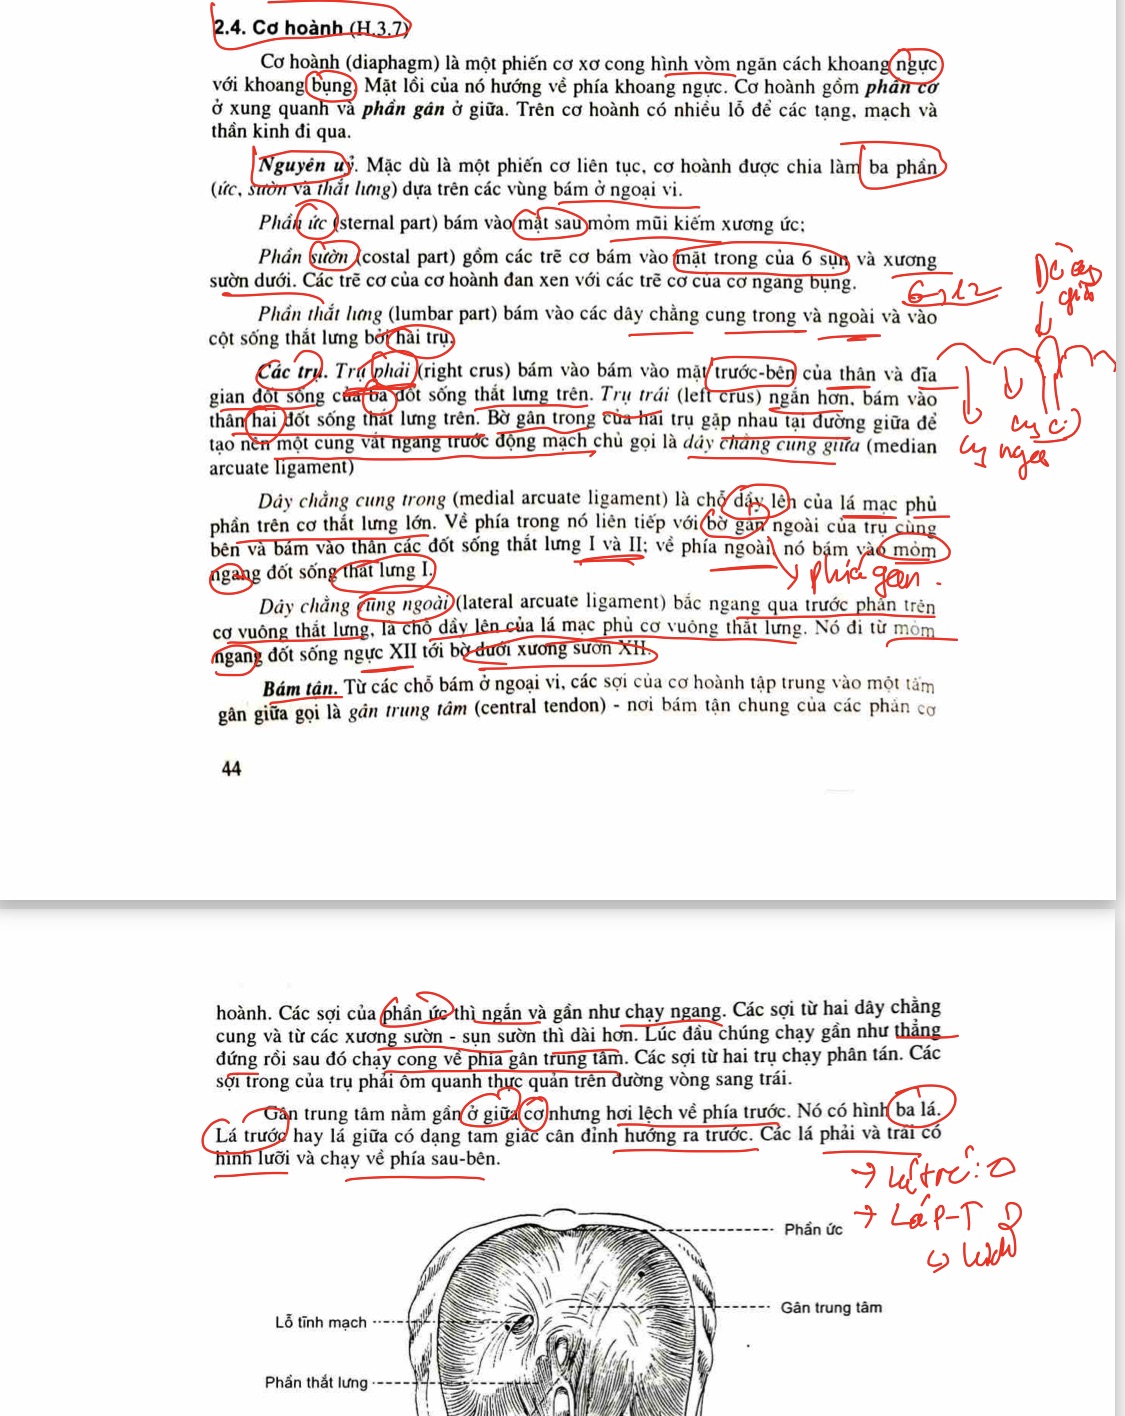 2.4. Cơ hoành (H.3.7)
Cơ hoành (diaphagm) là một phiến cơ xơ cong hình vòm ngăn cách khoang ngực
với khoang bụng. Mặt lồi của nó hướng về phía khoang ngực. Cơ hoành gồm phần cơ
ở xung quanh và phần gân ở giữa. Trên cơ hoành có nhiều lỗ để các tạng, mạch và
thần kinh đi qua.
Nguyên uỷ. Mặc dù là một phiến cơ liên tục, cơ hoành được chia làm ba phần
(ức, sườn và thắt lưng) dựa trên các vùng bám ở ngoại vi.
Phần ức (sternal part) bám vào mặt sau mỏm mũi kiếm xương ức;
Phần sườn (costal part) gồm các trẽ cơ bám vào mặt trong của 6 sụn và xương
sườn dưới. Các trẽ cơ của cơ hoành đan xen với các trẽ cơ của cơ ngang bụng.
6 → 12
Phần thắt lưng (lumbar part) bám vào các dây chằng cung trong và ngoài và vào
cột sống thắt lưng bởi hai trụ.
Các trụ. Trụ phải (right crus) bám vào bám vào mặt trước-bên của thân và đĩa
gian đốt sống của ba đốt sống thắt lưng trên. Trụ trái (left crus) ngắn hơn, bám vào
thân hai đốt sống thắt lưng trên. Bờ gân trong của hai trụ gặp nhau tại đường giữa để
tạo nên một cung vắt ngang trước động mạch chủ gọi là dây chằng cung giữa (median
arcuate ligament)
Dây chằng cung trong (medial arcuate ligament) là chỗ dầy lên của lá mạc phủ
phần trên cơ thắt lưng lớn. Về phía trong nó liên tiếp với bờ gân ngoài của trụ cùng
bên và bám vào thân các đốt sống thắt lưng I và II; về phía ngoài, nó bám vào mỏm
ngang đốt sống thắt lưng I.
→ phía gan.
Dây chằng cung ngoài (lateral arcuate ligament) bắc ngang qua trước phần trên
cơ vuông thắt lưng, là chỗ dầy lên của lá mạc phủ cơ vuông thắt lưng. Nó đi từ mỏm
ngang đốt sống ngực XII tới bờ dưới xương sườn XII.
Bám tận. Từ các chỗ bám ở ngoại vi, các sợi của cơ hoành tập trung vào một tấm
gân giữa gọi là gân trung tâm (central tendon) - nơi bám tận chung của các phần cơ
44
hoành. Các sợi của phần ức thì ngắn và gần như chạy ngang. Các sợi từ hai dây chằng
cung và từ các xương sườn - sụn sườn thì dài hơn. Lúc đầu chúng chạy gần như thẳng
đứng rồi sau đó chạy cong về phía gân trung tâm. Các sợi từ hai trụ chạy phân tán. Các
sợi trong của trụ phải ôm quanh thực quản trên đường vòng sang trái.
Gân trung tâm nằm gần ở giữa cơ nhưng hơi lệch về phía trước. Nó có hình ba lá.
Lá trước hay lá giữa có dạng tam giác cân đỉnh hướng ra trước. Các lá phải và trái có
hình lưỡi và chạy về phía sau-bên.
→ Lá P-T
Phần ức
Gân trung tâm
Lỗ tĩnh mạch
Phần thắt lưng